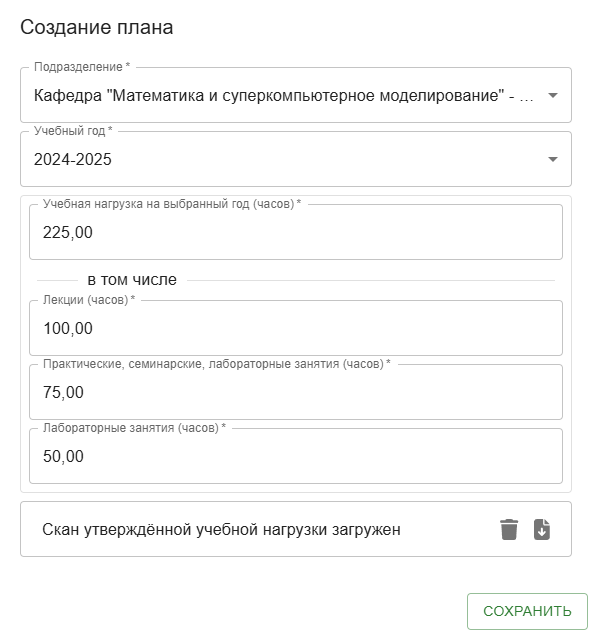 Создание плана
Подразделение *
Кафедра "Математика и суперкомпьютерное моделирование" - ...
Учебный год *
2024-2025
Учебная нагрузка на выбранный год (часов) *
225,00
в том числе
Лекции (часов) *
100,00
Практические, семинарские, лабораторные занятия (часов) *
75,00
Лабораторные занятия (часов) *
50,00
Скан утверждённой учебной нагрузки загружен
СОХРАНИТЬ